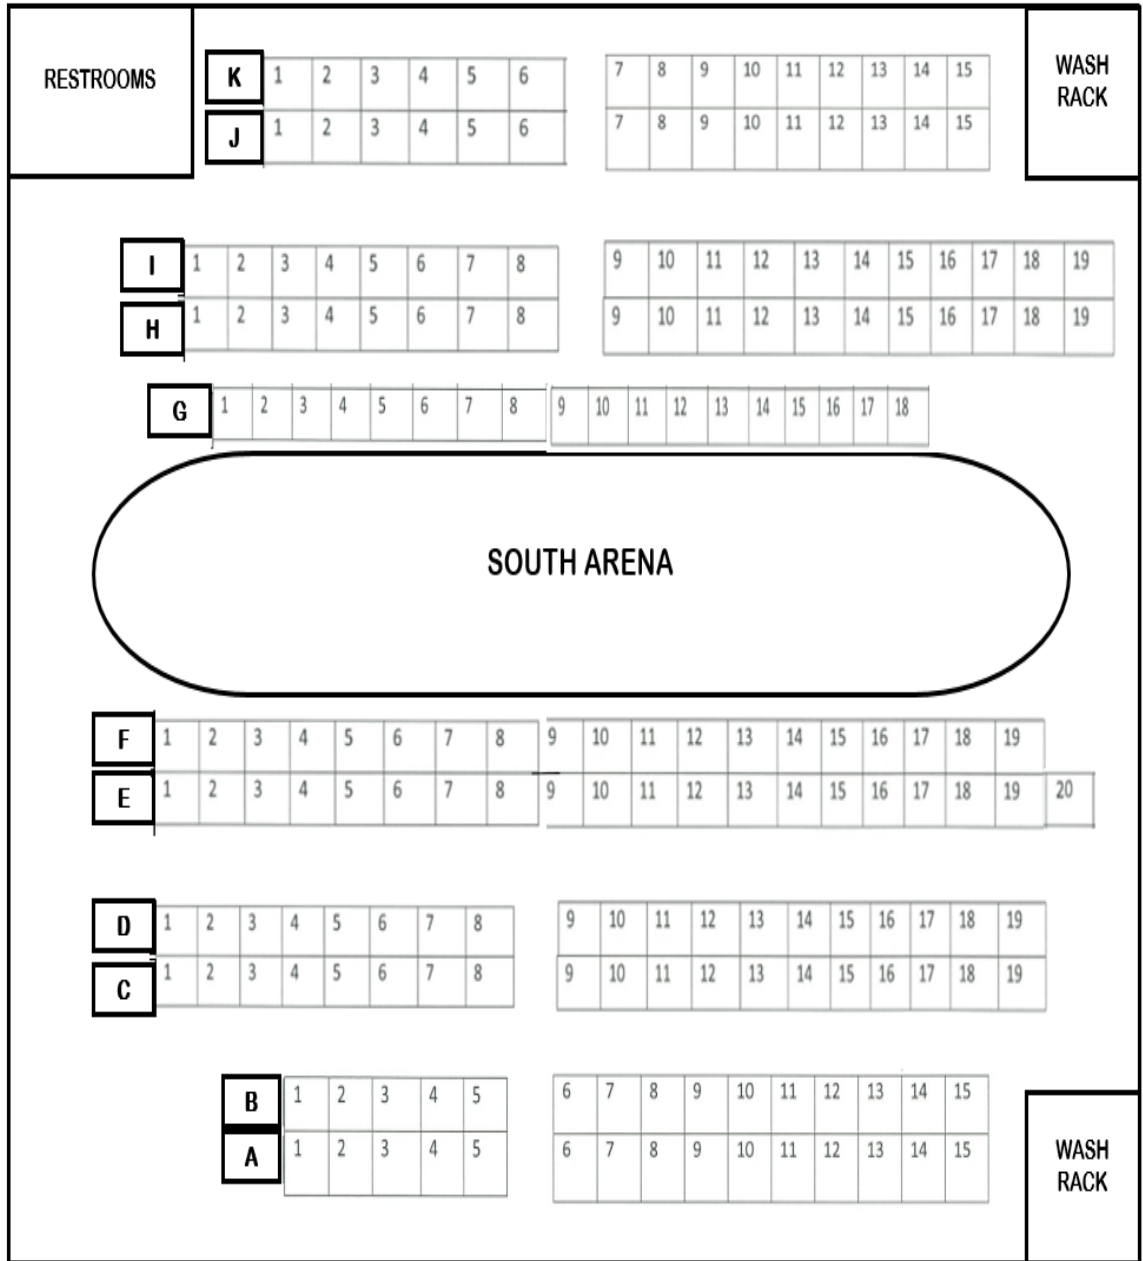 RESTROOMS
WASH
RACK
K 1 2 3 4 5 6 7 8 9 10 11 12 13 14 15
J 1 2 3 4 5 6 7 8 9 10 11 12 13 14 15
I 1 2 3 4 5 6 7 8 9 10 11 12 13 14 15 16 17 18 19
H 1 2 3 4 5 6 7 8 9 10 11 12 13 14 15 16 17 18 19
G 1 2 3 4 5 6 7 8 9 10 11 12 13 14 15 16 17 18
SOUTH ARENA
F 1 2 3 4 5 6 7 8 9 10 11 12 13 14 15 16 17 18 19
E 1 2 3 4 5 6 7 8 9 10 11 12 13 14 15 16 17 18 19 20
D 1 2 3 4 5 6 7 8 9 10 11 12 13 14 15 16 17 18 19
C 1 2 3 4 5 6 7 8 9 10 11 12 13 14 15 16 17 18 19
B 1 2 3 4 5 6 7 8 9 10 11 12 13 14 15
A 1 2 3 4 5 6 7 8 9 10 11 12 13 14 15
WASH
RACK